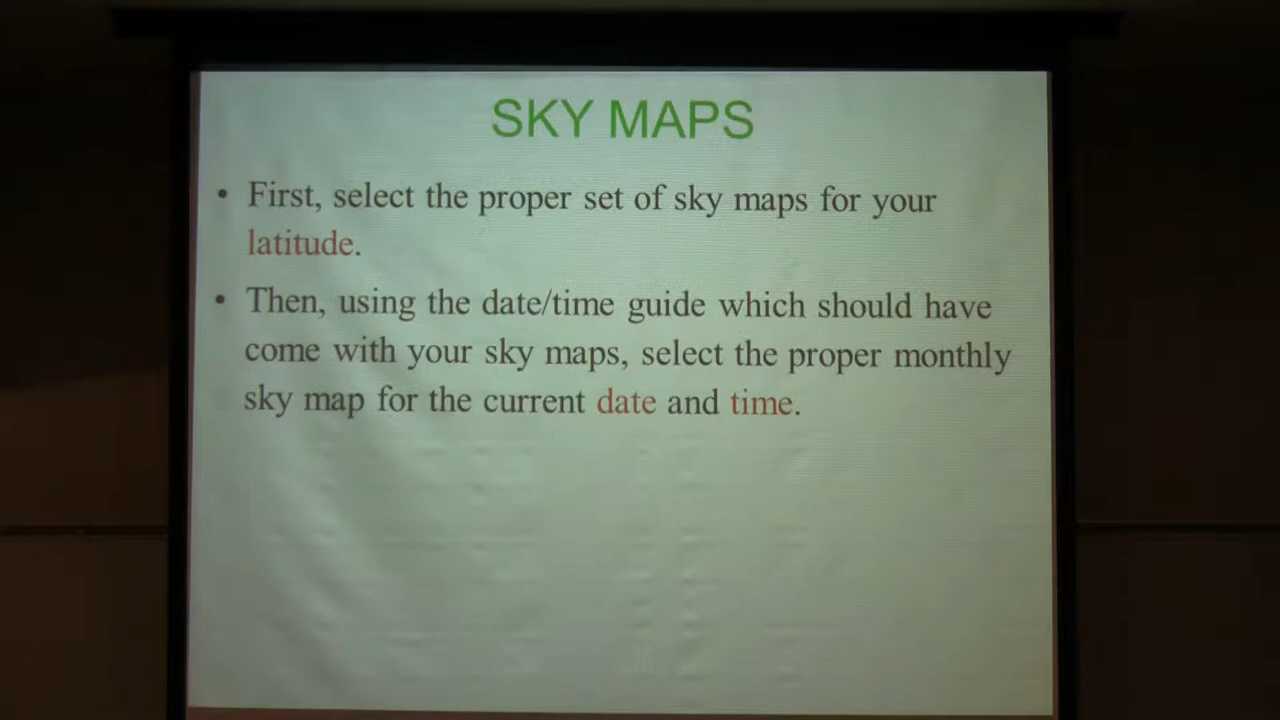 SKY MAPS
• First, select the proper set of sky maps for your
latitude.
• Then, using the date/time guide which should have
come with your sky maps, select the proper monthly
sky map for the current date and time.